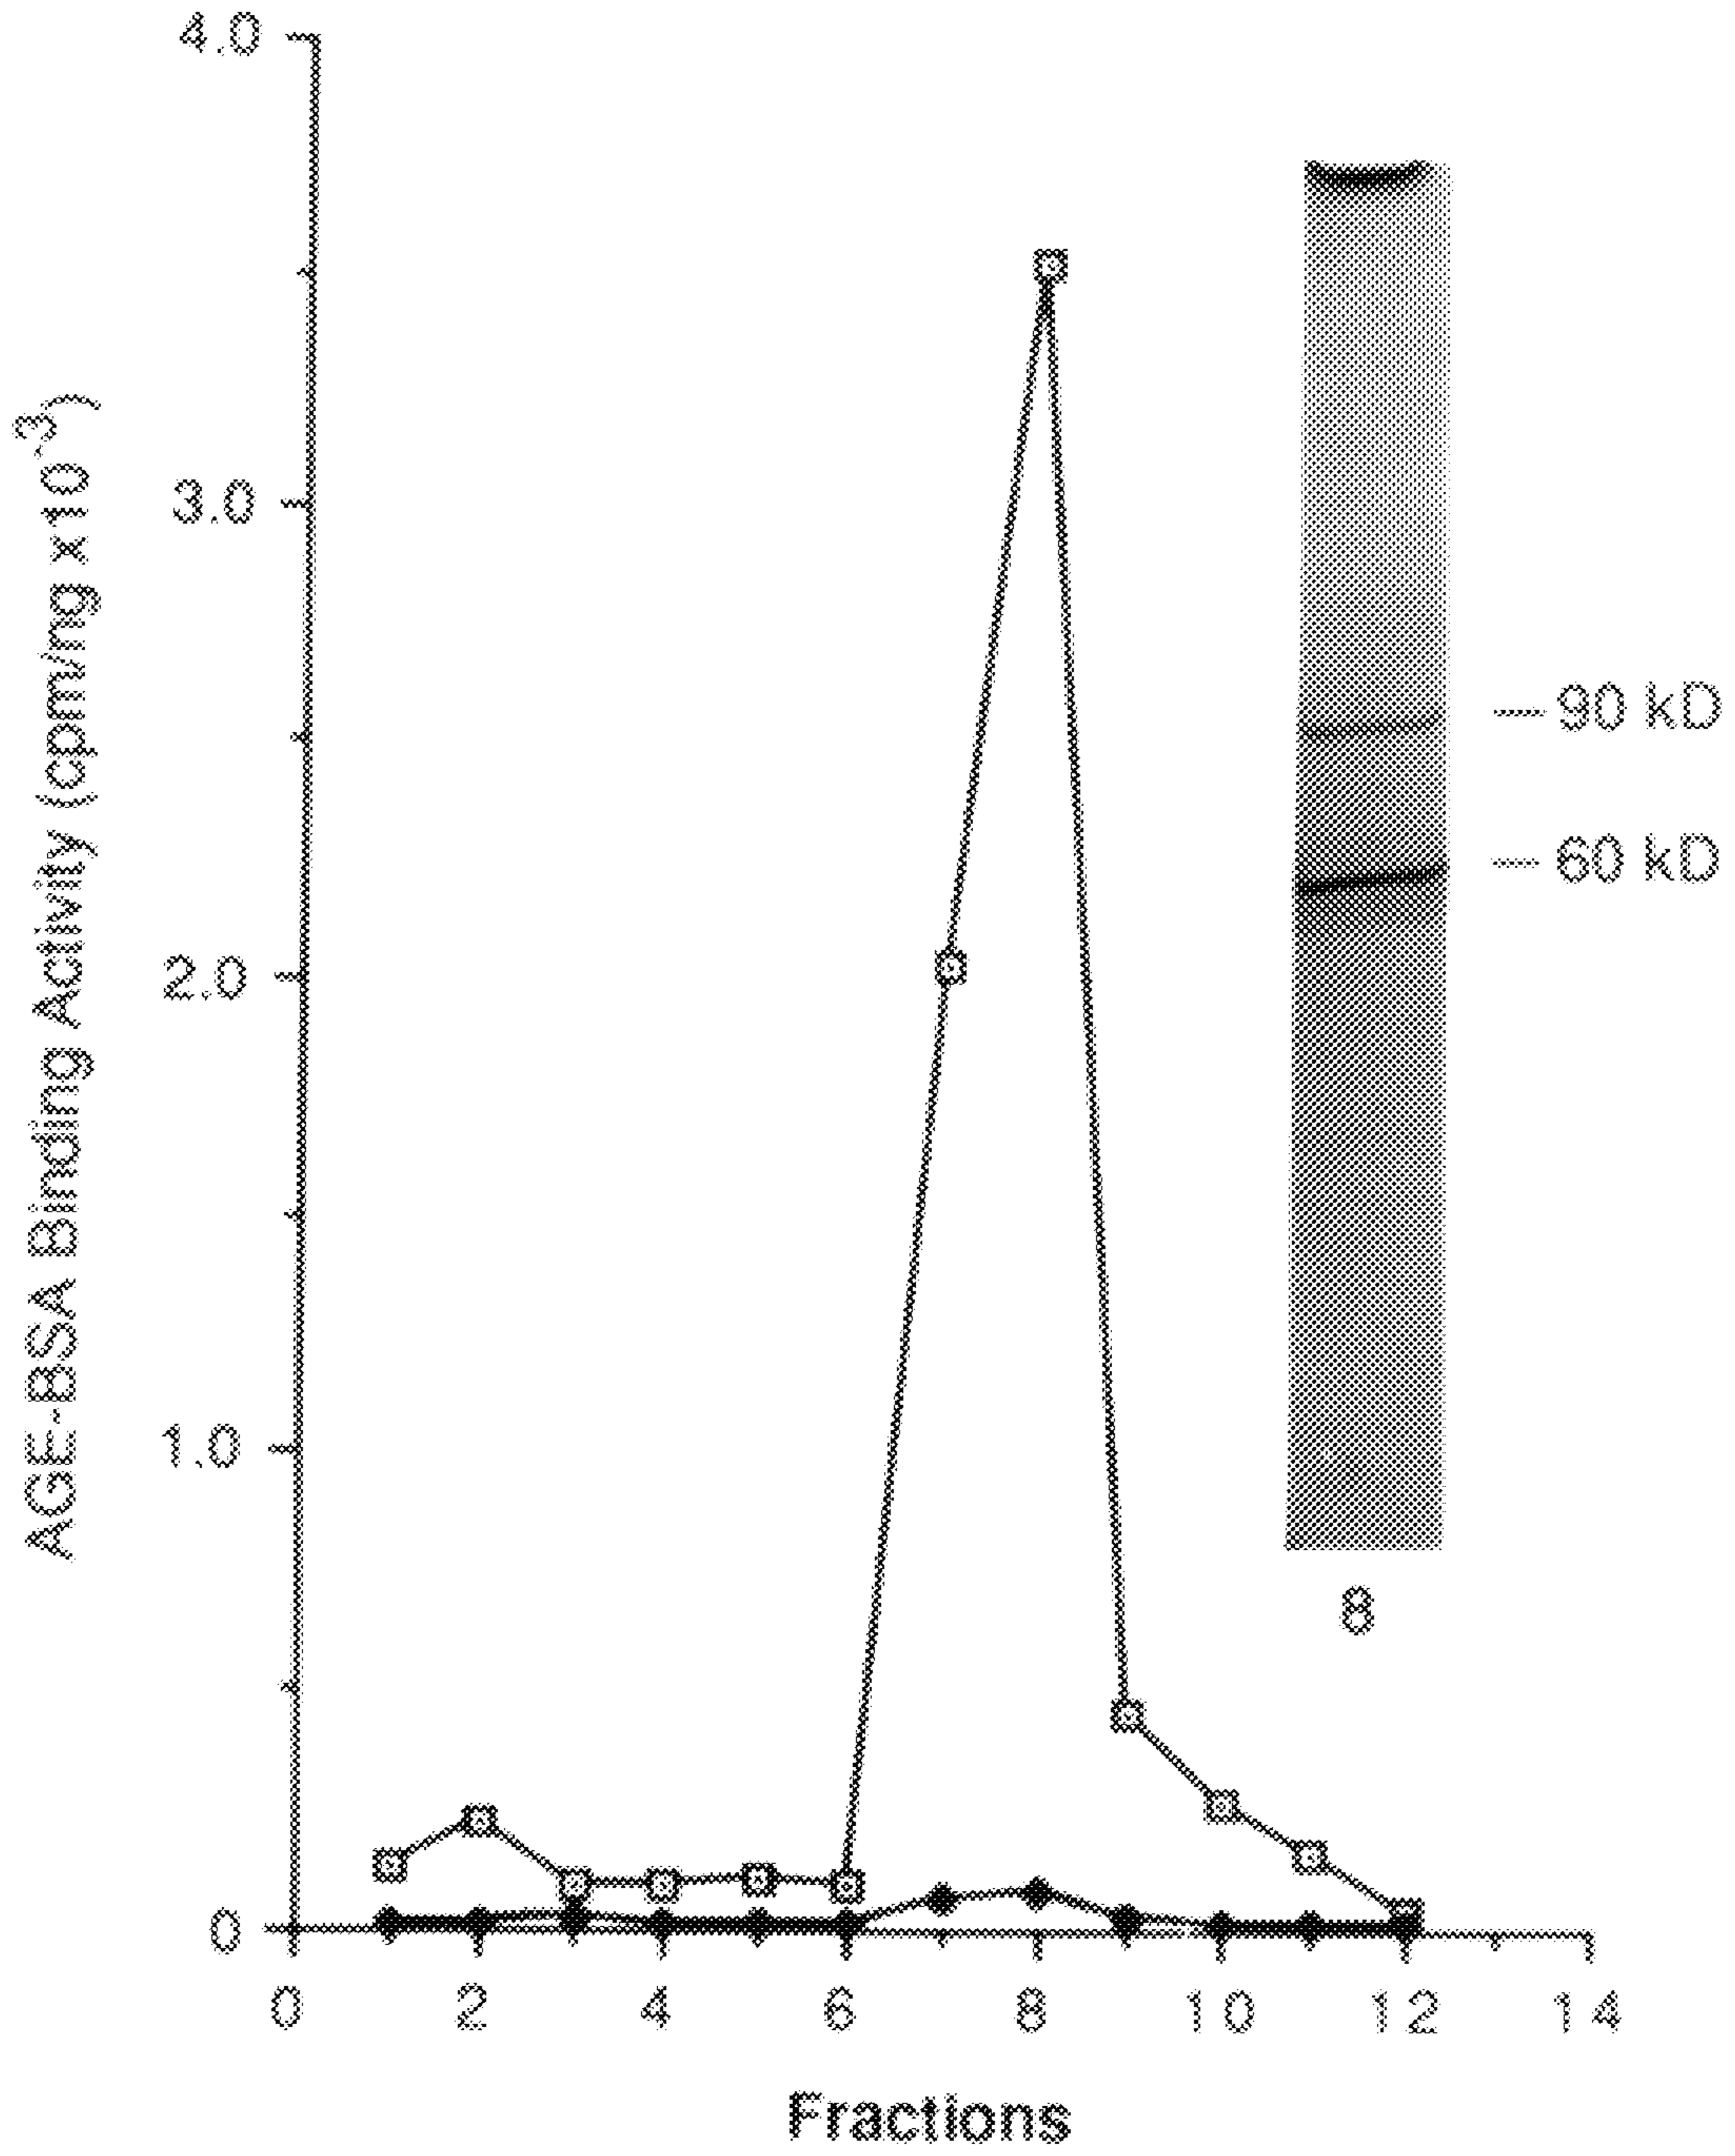 4.0
3.0
2.0
1.0
0
AGE-BSA Binding Activity (cpm/mg x10⁻³)
90 kD
60 kD
8
0 2 4 6 8 10 12 14
Fractions